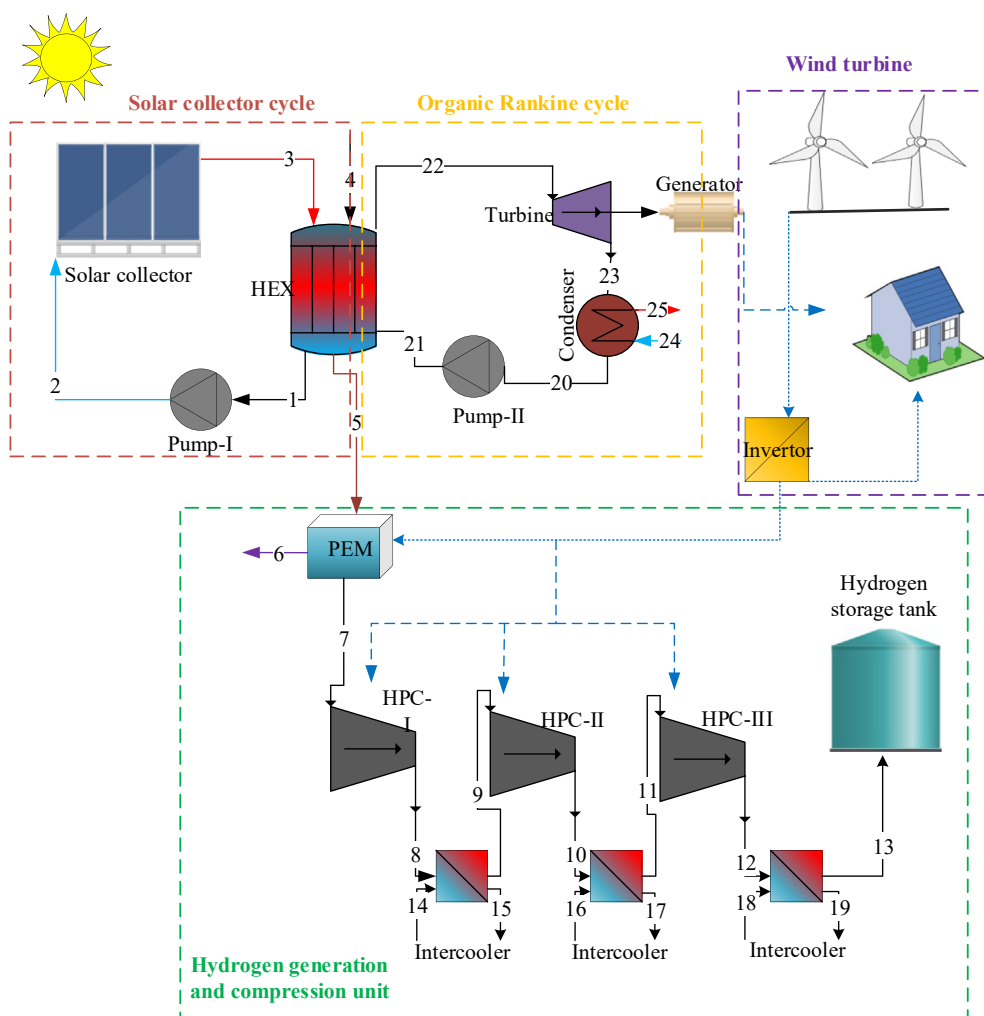 Wind turbine
Solar collector cycle
Organic Rankine cycle
3
4
22
Generator
Turbine
Solar collector
HEX
23
Condenser
25
24
21
20
2
1
5
Pump-I
Pump-II
Invertor
PEM
6
7
Hydrogen
storage tank
HPC-
I
HPC-II
HPC-III
9
11
8
10
12
13
14
15
16
17
18
19
Intercooler
Intercooler
Intercooler
Hydrogen generation
and compression unit